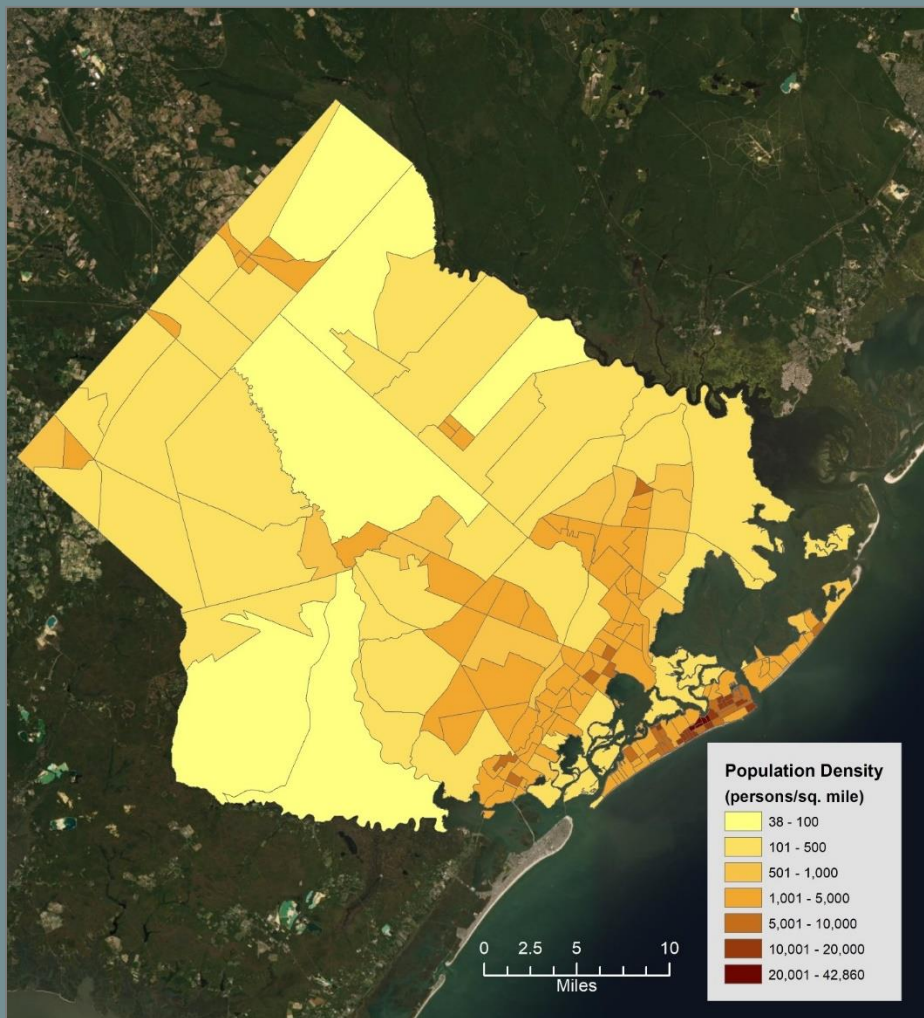 Population Density
(persons/sq. mile)
38 - 100
101 - 500
501 - 1,000
1,001 - 5,000
5,001 - 10,000
10,001 - 20,000
20,001 - 42,860
0 2.5 5 10
Miles